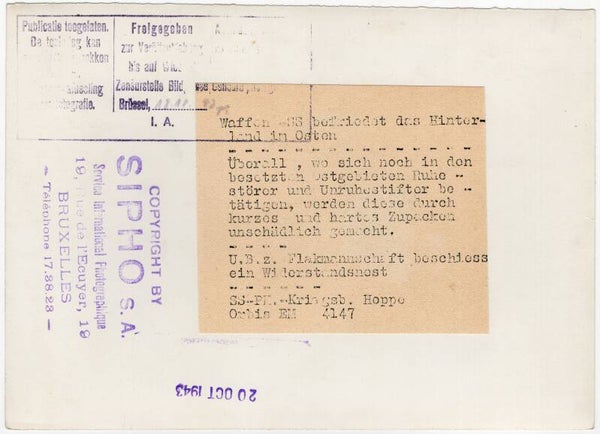 Publicatie toegelaten.
De toelating kan
Freigegeben
zur Veröffentlichung
bis auf
Zensurstelle Bild,
Brüssel,
I. A.
Waffen-SS befriedet das Hinter-
land im Osten
Überall, wo sich noch in den
besetzten Ostgebieten Ruhe -
störer und Unruhestifter be -
tätigen, werden diese durch
kurzes und hartes Zupacken
unschädlich gemacht.
U.B.z. Flakmannschaft beschiess
ein Widerstandsnest
SS-PK.-Kriegsb. Hoppe
Orbis EM 4147
COPYRIGHT BY
SIPHO S. A.
Service International Photographique
19, rue de l'Ecuyer, 19
BRUXELLES
— Téléphone 17.88.28 —
20 OCT 1943